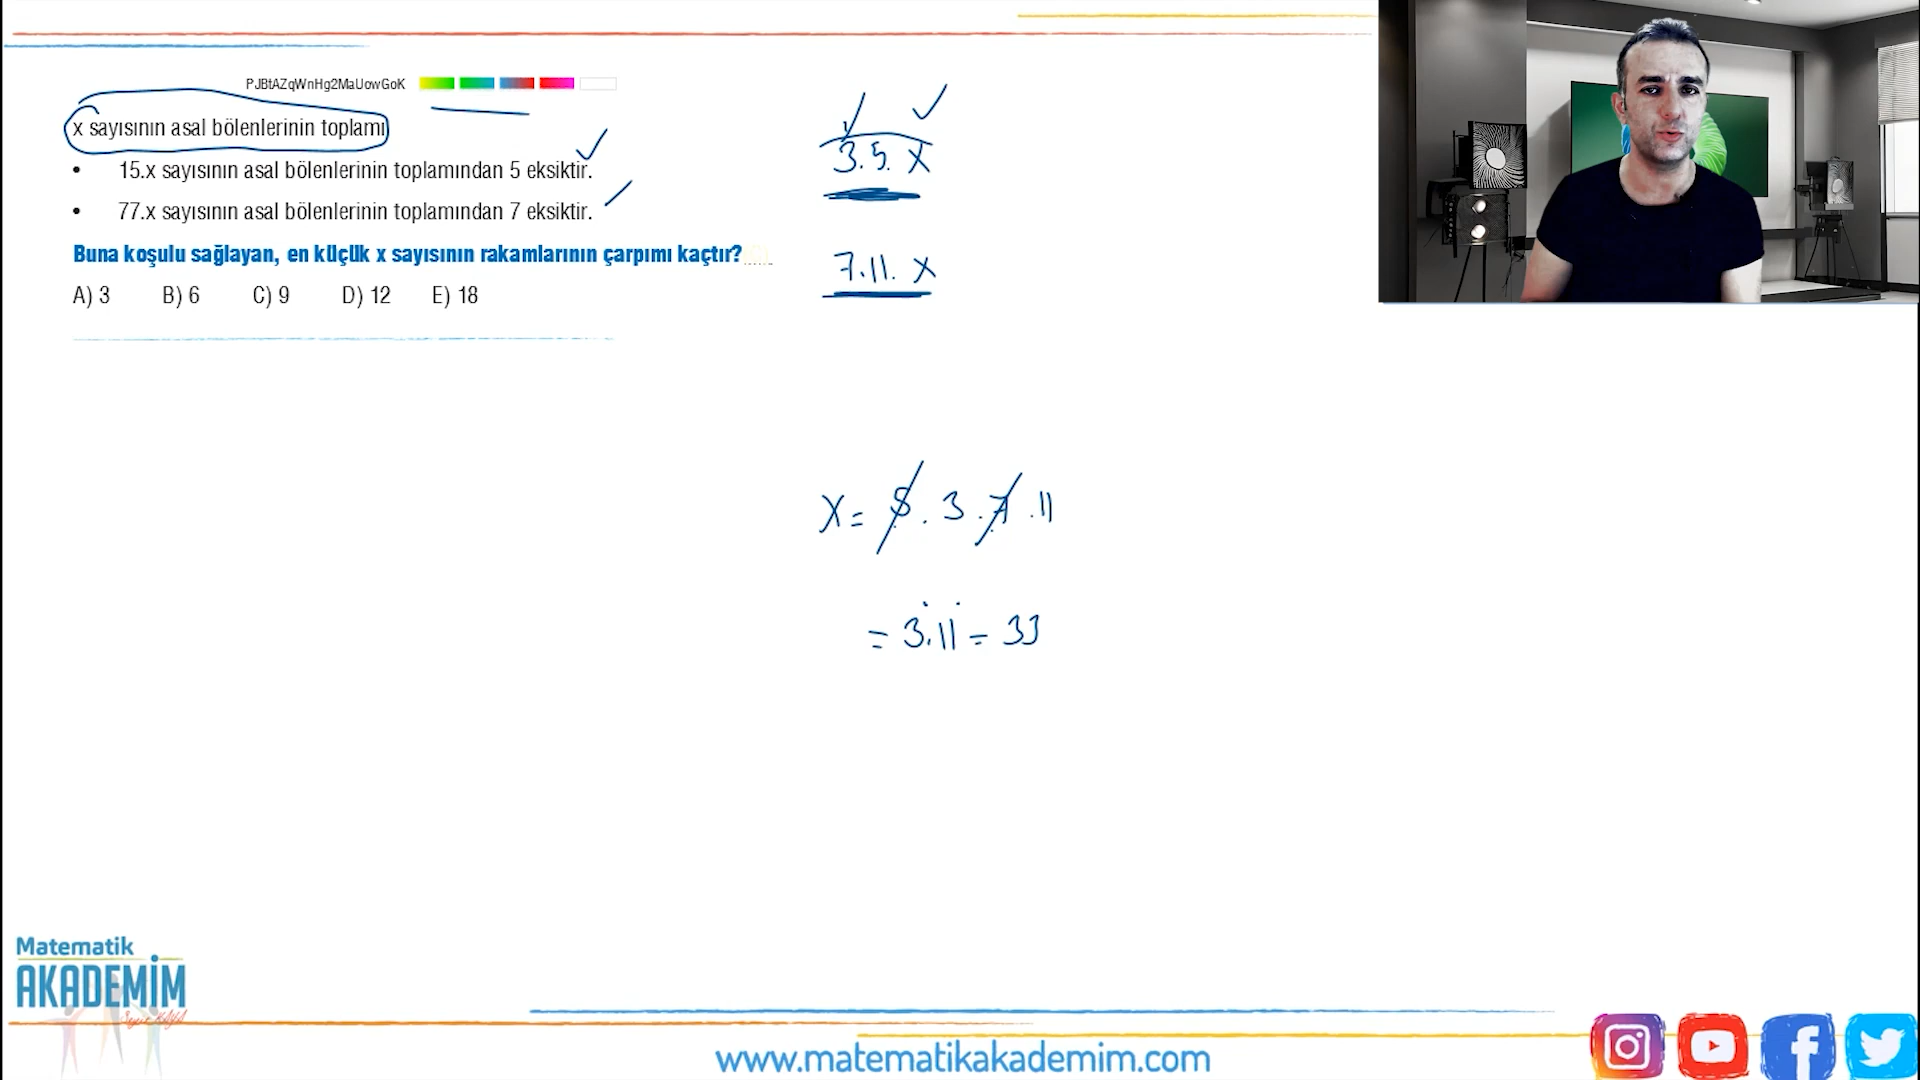 PJBtAZqWnHg2MaUowGoK
x sayısının asal bölenlerinin toplamı
• 15.x sayısının asal bölenlerinin toplamından 5 eksiktir.
• 77.x sayısının asal bölenlerinin toplamından 7 eksiktir.
Buna koşulu sağlayan, en küçük x sayısının rakamlarının çarpımı kaçtır?
A) 3 B) 6 C) 9 D) 12 E) 18
3.5. X
7.11. X
X = 5 . 3 . 7 . 11
= 3.11 = 33
Matematik
AKADEMİM
www.matematikakademim.com